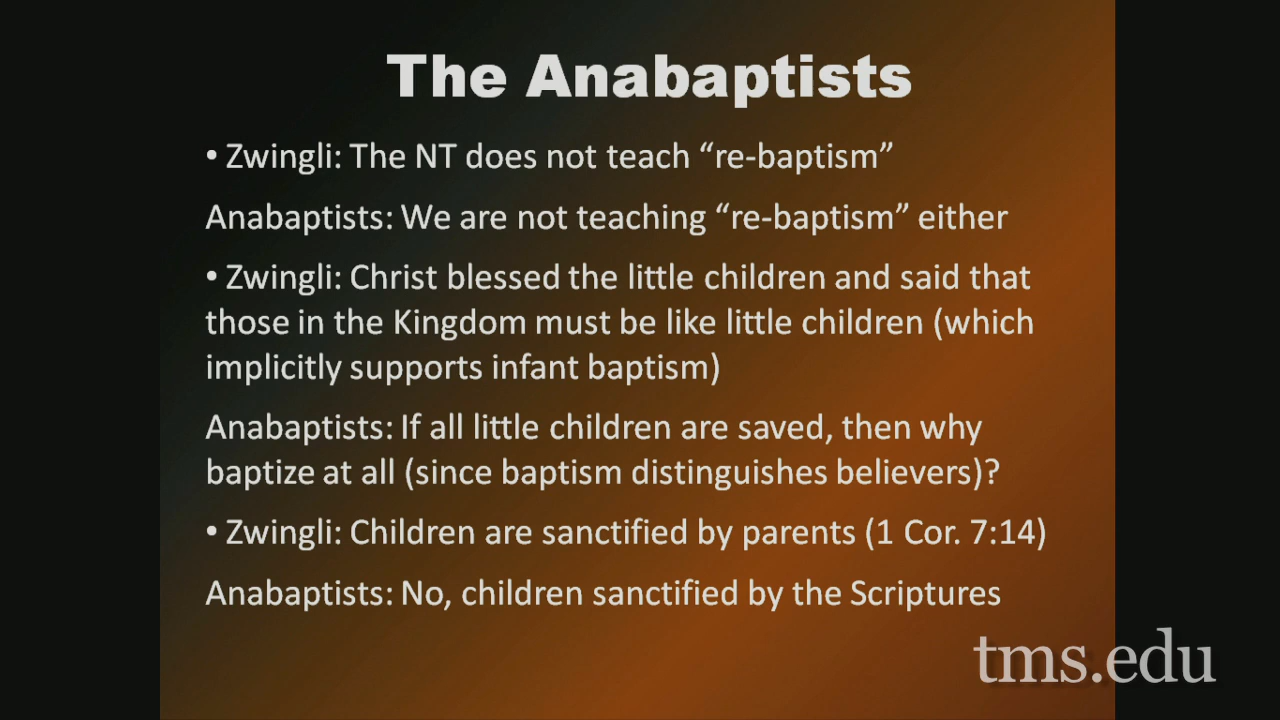 The Anabaptists
• Zwingli: The NT does not teach “re-baptism”
Anabaptists: We are not teaching “re-baptism” either
• Zwingli: Christ blessed the little children and said that
those in the Kingdom must be like little children (which
implicitly supports infant baptism)
Anabaptists: If all little children are saved, then why
baptize at all (since baptism distinguishes believers)?
• Zwingli: Children are sanctified by parents (1 Cor. 7:14)
Anabaptists: No, children sanctified by the Scriptures
tms.edu